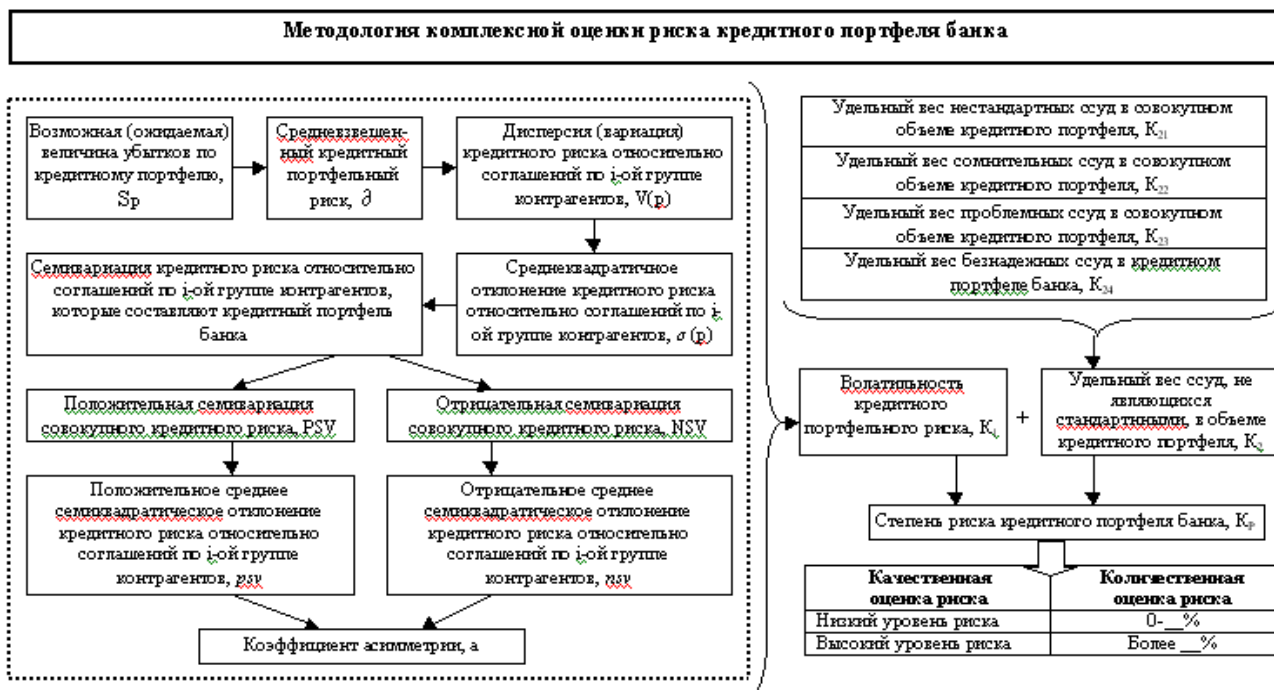 Методология комплексной оценки риска кредитного портфеля банка
Возможная (ожидаемая)
величина убытков по
кредитному портфелю,
Sp
Средневзвешен-
ный кредитный
портфельный
риск, ∂
Дисперсия (вариация)
кредитного риска относительно
соглашений по i-ой группе
контрагентов, V(p)
Семивариация кредитного риска относительно
соглашений по i-ой группе контрагентов,
которые составляют кредитный портфель
банка
Среднеквадратичное
отклонение кредитного риска
относительно соглашений по i-
ой группе контрагентов, σ (p)
Положительная семивариация
совокупного кредитного риска, PSV
Отрицательная семивариация
совокупного кредитного риска, NSV
Положительное среднее
семиквадратическое отклонение
кредитного риска относительно
соглашений по i-ой группе
контрагентов, psv
Отрицательное среднее
семиквадратическое отклонение
кредитного риска относительно
соглашений по i-ой группе
контрагентов, nsv
Коэффициент асимметрии, а
Удельный вес нестандартных ссуд в совокупном
объеме кредитного портфеля, K₂₁
Удельный вес сомнительных ссуд в совокупном
объеме кредитного портфеля, K₂₂
Удельный вес проблемных ссуд в совокупном
объеме кредитного портфеля, K₂₃
Удельный вес безнадежных ссуд в кредитном
портфеле банка, K₂₄
Волатильность
кредитного
портфельного риска, K₁
+
Удельный вес ссуд, не
являющихся
стандартными, в объеме
кредитного портфеля, K₂
Степень риска кредитного портфеля банка, Kₚ
Качественная
оценка риска
Количественная
оценка риска
Низкий уровень риска
0- __%
Высокий уровень риска
Более __%